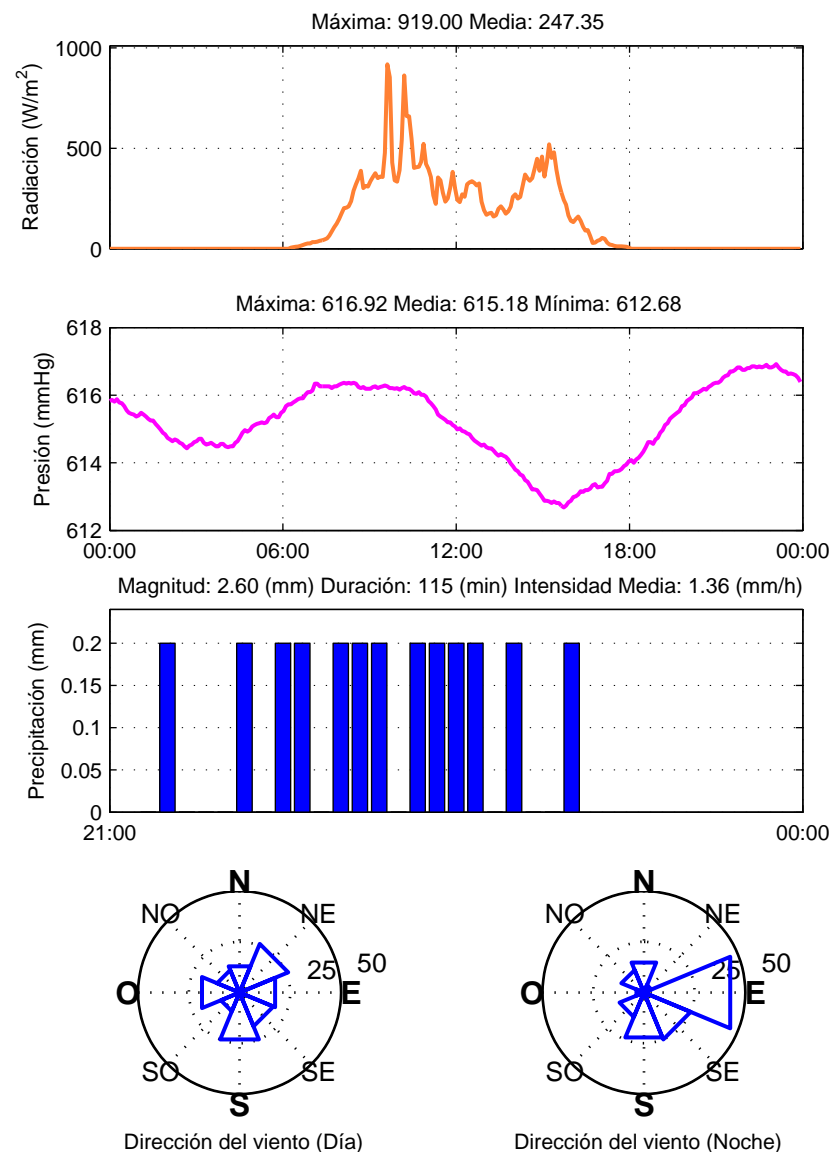 Máxima: 919.00 Media: 247.35
Radiación (W/m²)
1000
500
0
Máxima: 616.92 Media: 615.18 Mínima: 612.68
Presión (mmHg)
618
616
614
612
00:00 06:00 12:00 18:00 00:00
Magnitud: 2.60 (mm) Duración: 115 (min) Intensidad Media: 1.36 (mm/h)
Precipitación (mm)
0.2
0.15
0.1
0.05
0
21:00 00:00
N
NO NE
25 50
O E
SO SE
S
Dirección del viento (Día)
N
NO NE
25 50
O E
SO SE
S
Dirección del viento (Noche)